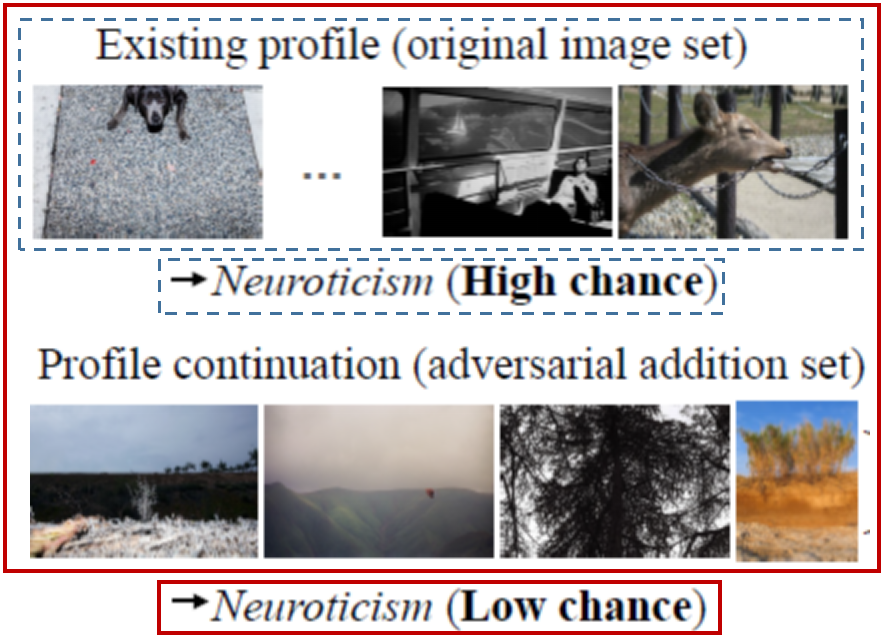 Existing profile (original image set)
...
→Neuroticism (High chance)
Profile continuation (adversarial addition set)
→Neuroticism (Low chance)